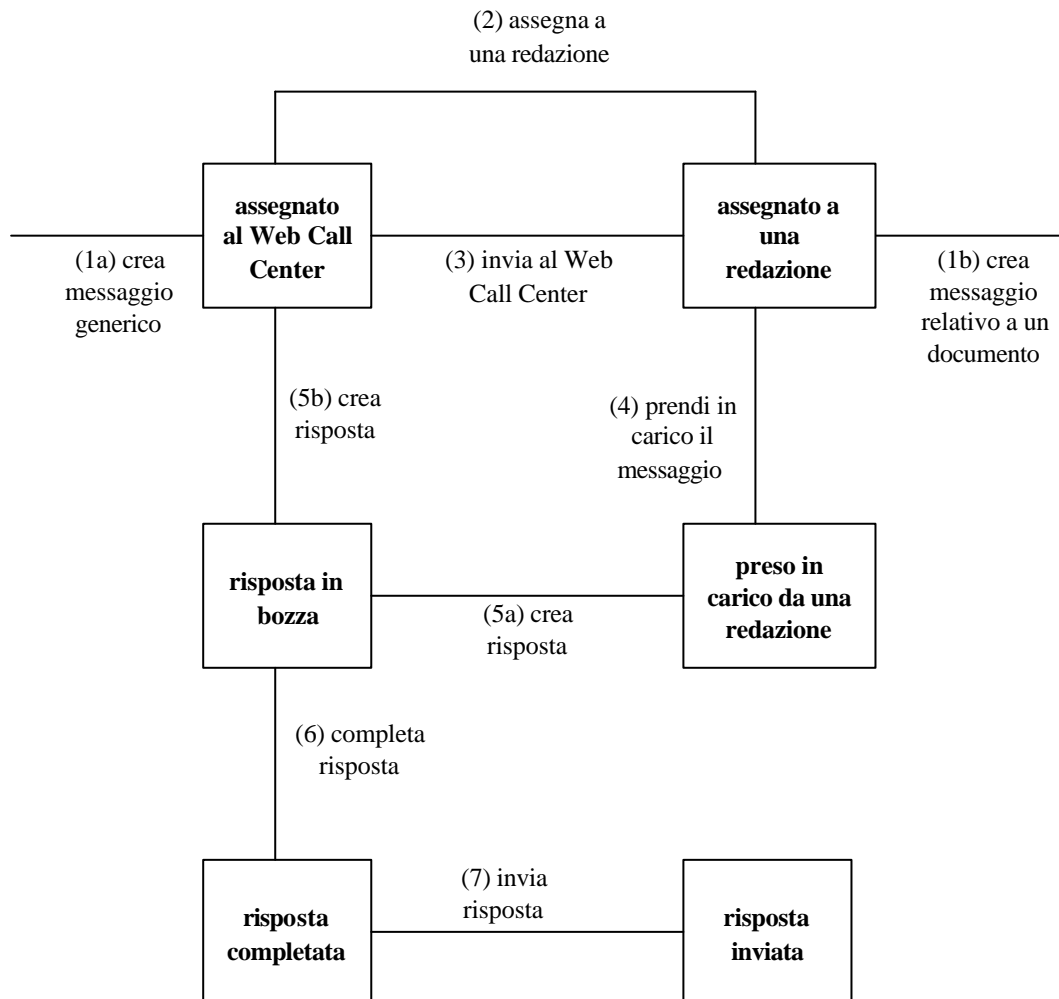 (2) assegna a
una redazione
assegnato
al Web Call
Center
assegnato a
una
redazione
(1a) crea
messaggio
generico
(3) invia al Web
Call Center
(1b) crea
messaggio
relativo a un
documento
(5b) crea
risposta
(4) prendi in
carico il
messaggio
risposta in
bozza
(5a) crea
risposta
preso in
carico da una
redazione
(6) completa
risposta
risposta
completata
(7) invia
risposta
risposta
inviata